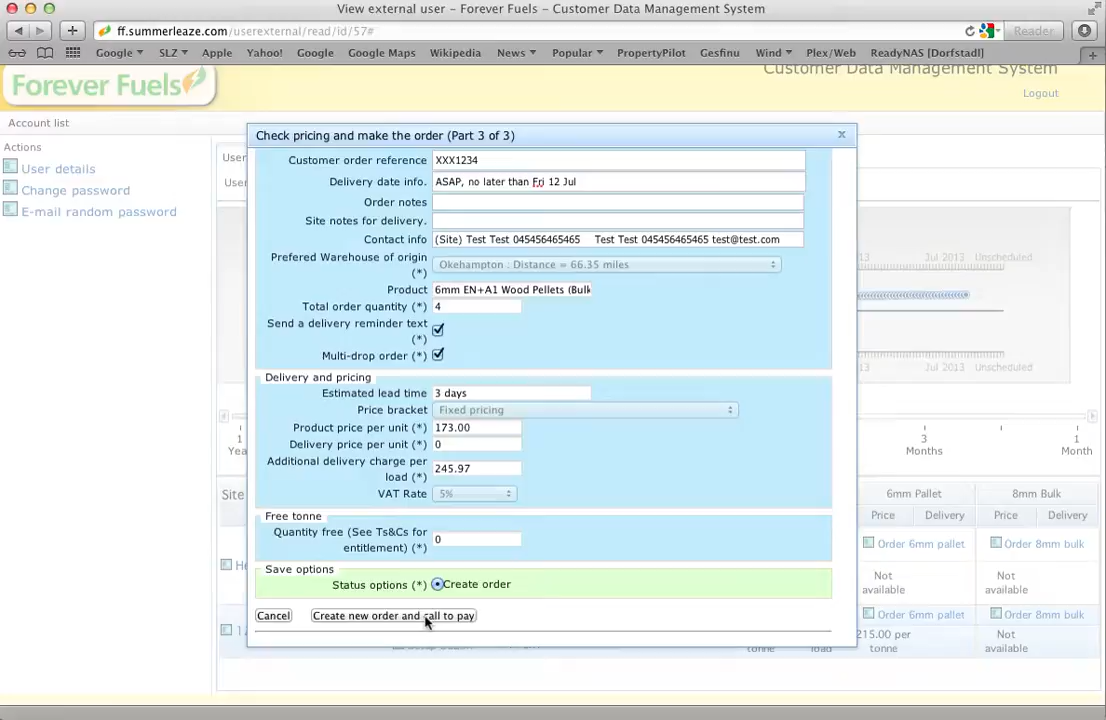 View external user - Forever Fuels - Customer Data Management System
ff.summerleaze.com/userexternal/read/id/57#
Reader
Google SLZ Apple Yahoo! Google Google Maps Wikipedia News Popular PropertyPilot Gesfinu Wind Plex/Web ReadyNAS [Dorfstadl]
Forever Fuels
Customer Data Management System
Logout
Account list
Actions
User details
Change password
E-mail random password
User
User
Check pricing and make the order (Part 3 of 3)
x
Customer order reference XXX1234
Delivery date info. ASAP, no later than Fri 12 Jul
Order notes
Site notes for delivery.
Contact info (Site) Test Test 045456465465 Test Test 045456465465 test@test.com
Preferred Warehouse of origin (*) Okehampton : Distance = 66.35 miles
Product 6mm EN+A1 Wood Pellets (Bulk
Total order quantity (*) 4
Send a delivery reminder text (*)
Multi-drop order (*)
Delivery and pricing
Estimated lead time 3 days
Price bracket Fixed pricing
Product price per unit (*) 173.00
Delivery price per unit (*) 0
Additional delivery charge per load (*) 245.97
VAT Rate 5%
Free tonne
Quantity free (See Ts&Cs for entitlement) (*) 0
Save options
Status options (*) Create order
Cancel Create new order and call to pay
Jul 2013 Unscheduled
13 Jul 2013 Unscheduled
1 Yea
3 Months
1 Month
Site
6mm Pallet 8mm Bulk
Price Delivery Price Delivery
He
Order 6mm pallet Order 8mm bulk
Not available Not available
Order 6mm pallet Order 8mm bulk
215.00 per tonne
load
Not available